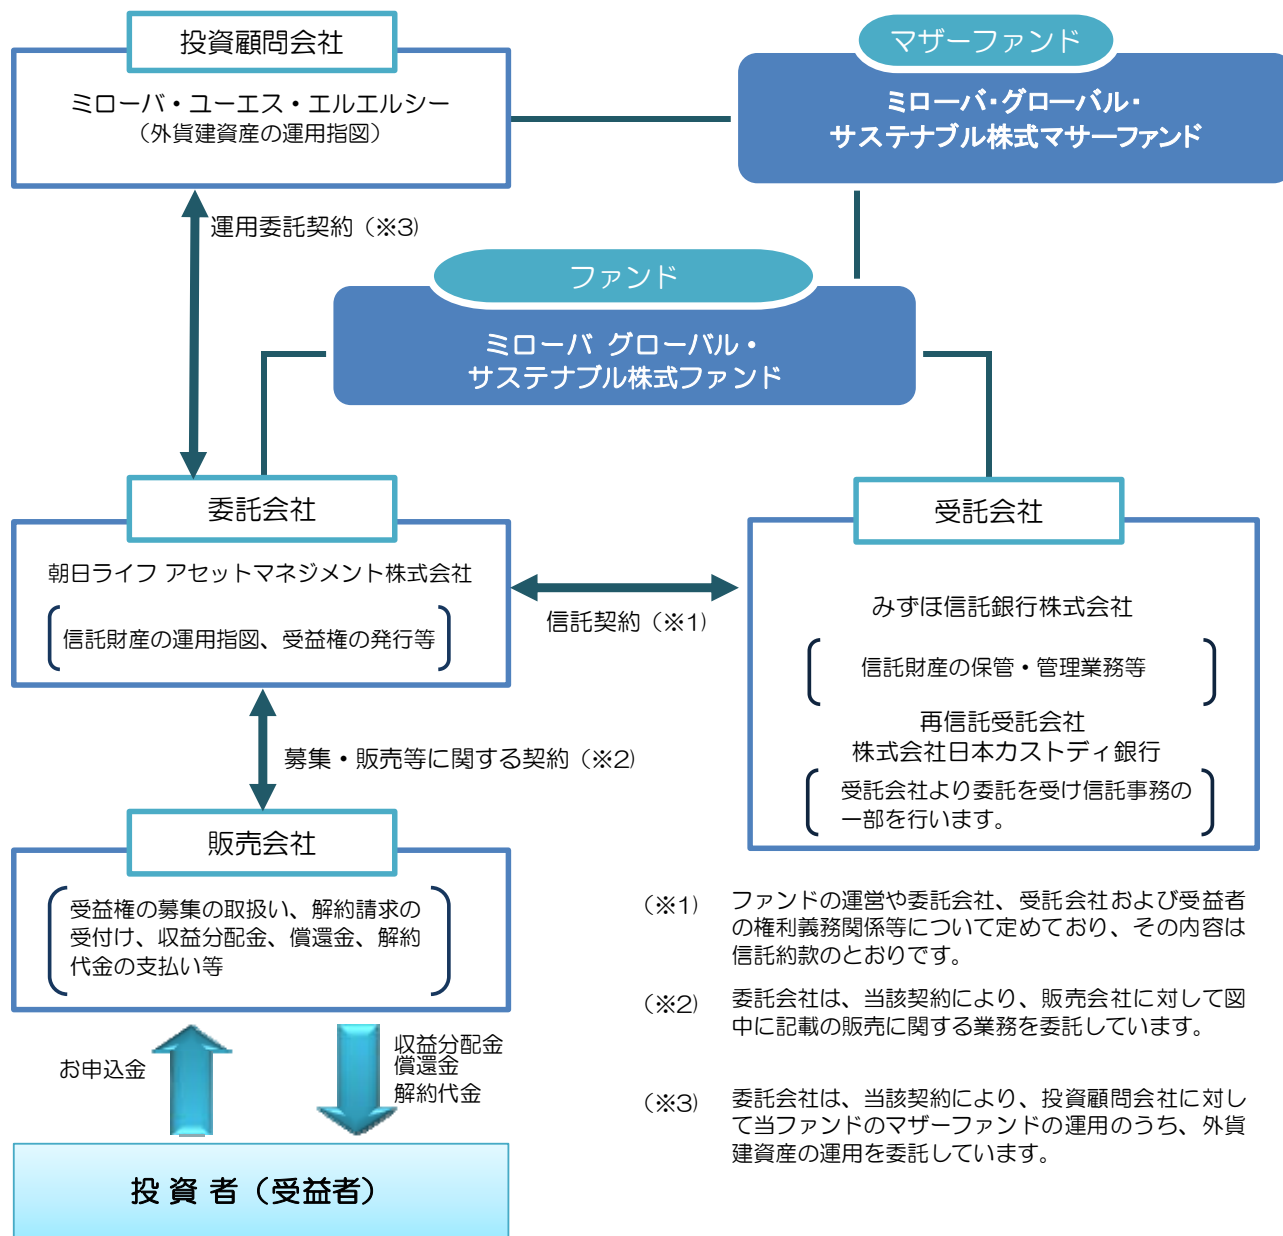 投資顧問会社
ミローバ・ユーエス・エルエルシー
（外貨建資産の運用指図）
マザーファンド
ミローバ・グローバル・
サステナブル株式マザーファンド
運用委託契約（※3）
ファンド
ミローバ グローバル・
サステナブル株式ファンド
委託会社
朝日ライフ アセットマネジメント株式会社
信託財産の運用指図、受益権の発行等
信託契約（※1）
受託会社
みずほ信託銀行株式会社
信託財産の保管・管理業務等
再信託受託会社
株式会社日本カストディ銀行
受託会社より委託を受け信託事務の
一部を行います。
募集・販売等に関する契約（※2）
販売会社
受益権の募集の取扱い、解約請求の
受付け、収益分配金、償還金、解約
代金の支払い等
お申込金
収益分配金
償還金
解約代金
投 資 者（受益者）
（※1） ファンドの運営や委託会社、受託会社および受益者
の権利義務関係等について定めており、その内容は
信託約款のとおりです。
（※2） 委託会社は、当該契約により、販売会社に対して図
中に記載の販売に関する業務を委託しています。
（※3） 委託会社は、当該契約により、投資顧問会社に対し
て当ファンドのマザーファンドの運用のうち、外貨
建資産の運用を委託しています。